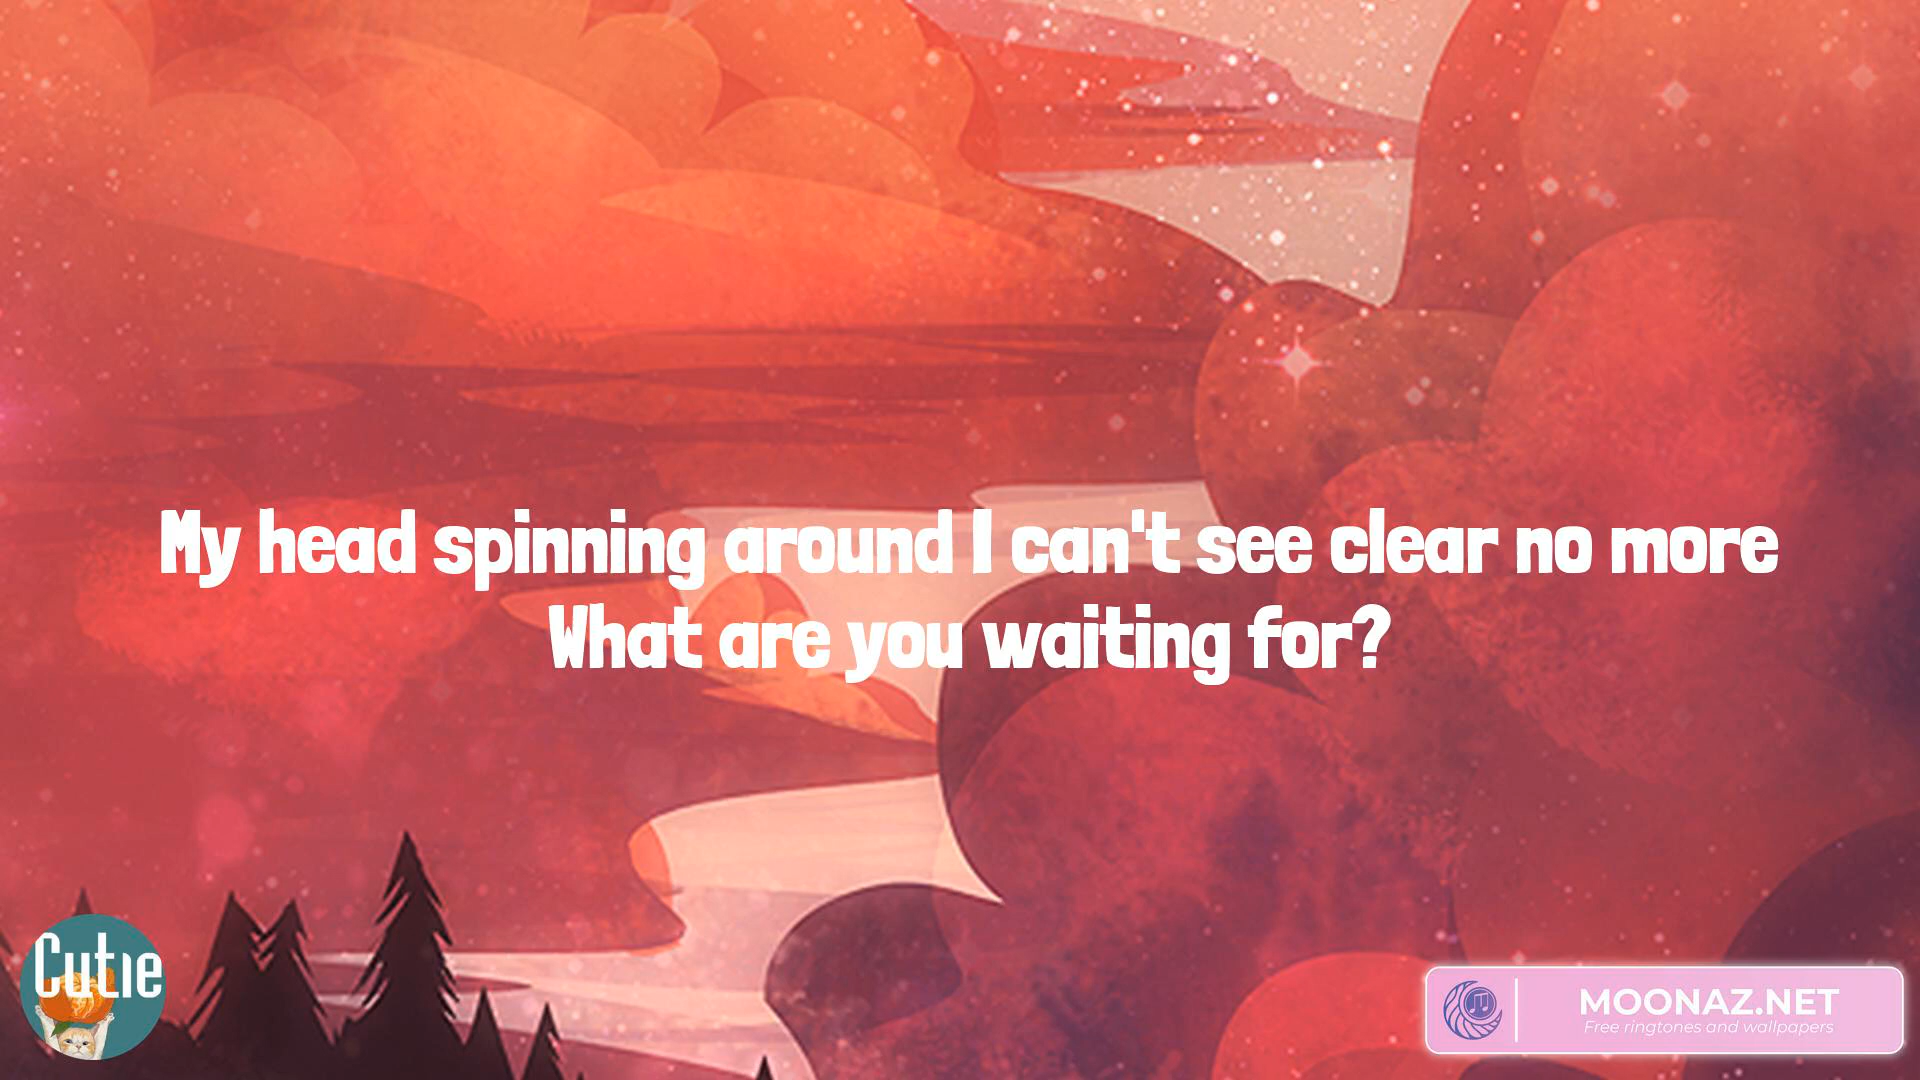 My head spinning around I can't see clear no more
What are you waiting for?
Cutie
MOONAZ.NET
Free ringtones and wallpapers